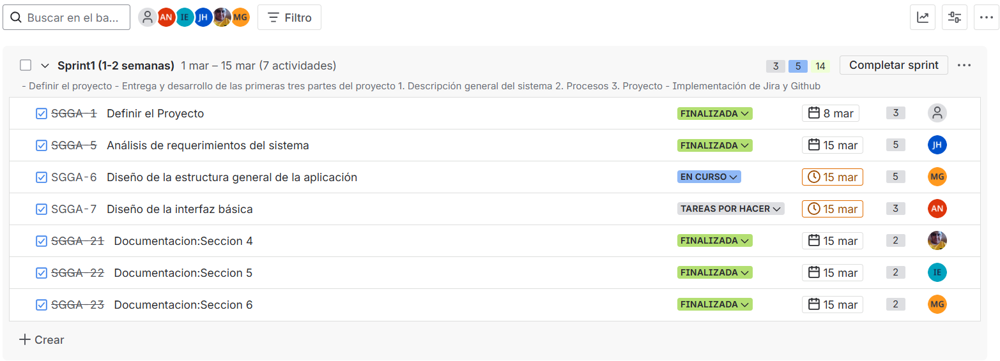 Buscar en el ba... AN IE JH MG Filtro
Sprint1 (1-2 semanas) 1 mar – 15 mar (7 actividades) 3 5 14 Completar sprint
- Definir el proyecto - Entrega y desarrollo de las primeras tres partes del proyecto 1. Descripción general del sistema 2. Procesos 3. Proyecto - Implementación de Jira y Github
SGGA-1 Definir el Proyecto FINALIZADA 8 mar 3
SGGA-5 Análisis de requerimientos del sistema FINALIZADA 15 mar 5 JH
SGGA-6 Diseño de la estructura general de la aplicación EN CURSO 15 mar 5 MG
SGGA-7 Diseño de la interfaz básica TAREAS POR HACER 15 mar 3 AN
SGGA-21 Documentacion:Seccion 4 FINALIZADA 15 mar 2
SGGA-22 Documentacion:Seccion 5 FINALIZADA 15 mar 2 IE
SGGA-23 Documentacion:Seccion 6 FINALIZADA 15 mar 2 MG
Crear